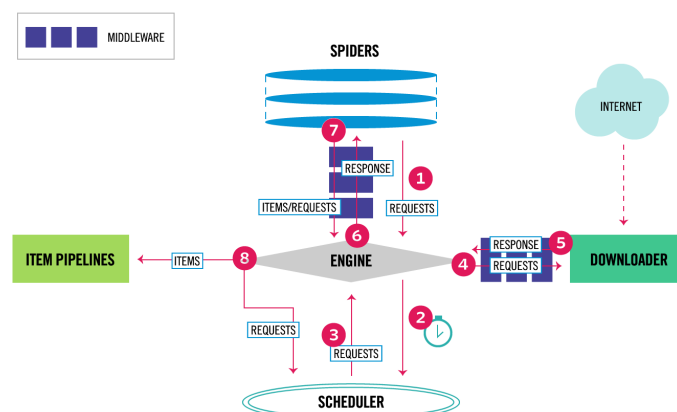 MIDDLEWARE
SPIDERS
INTERNET
7
RESPONSE
1
ITEMS/REQUESTS
REQUESTS
6
5
RESPONSE
ITEM PIPELINES
ITEMS
8
ENGINE
4
REQUESTS
DOWNLOADER
2
REQUESTS
3
REQUESTS
SCHEDULER